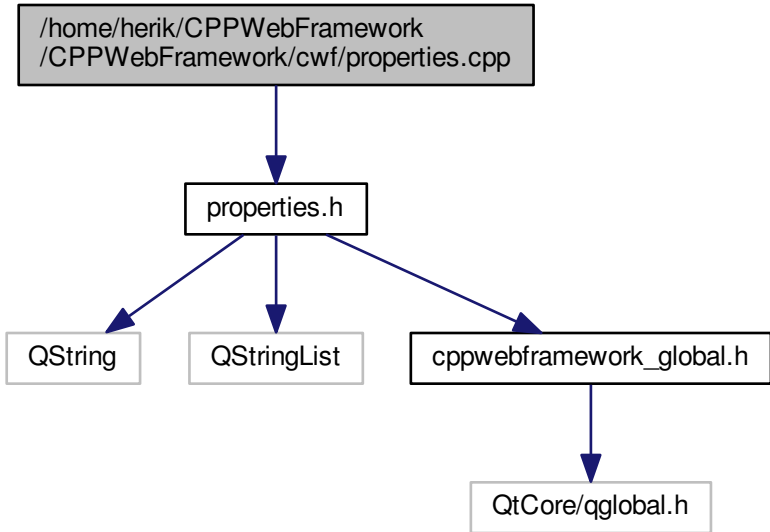 /home/herik/CPPWebFramework
/CPPWebFramework/cwf/properties.cpp
properties.h
QString
QStringList
cppwebframework_global.h
QtCore/qglobal.h